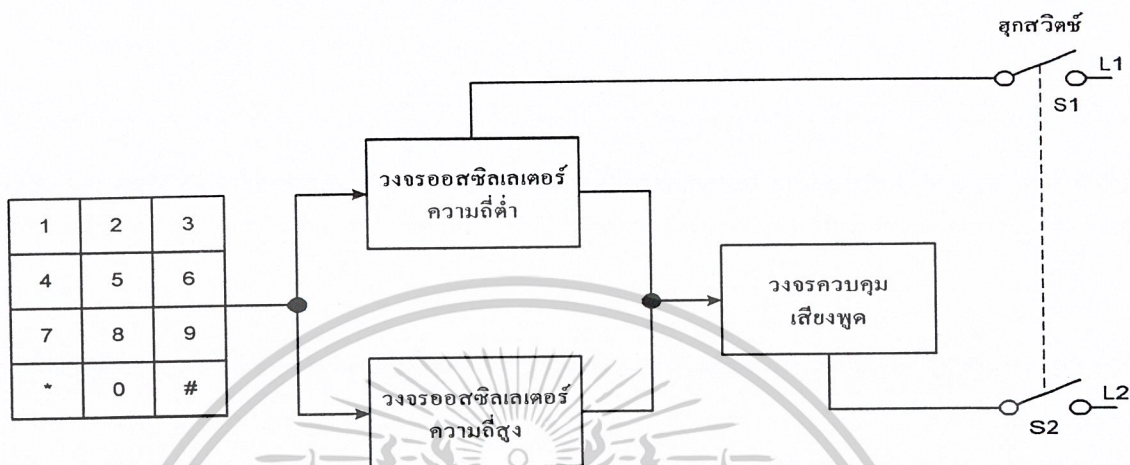 ฮุกสวิตช์
L1
S1
วงจรออสซิลเลเตอร์
ความถี่ต่ำ
1 2 3
4 5 6
7 8 9
* 0 #
วงจรควบคุม
เสียงพูด
วงจรออสซิลเลเตอร์
ความถี่สูง
L2
S2